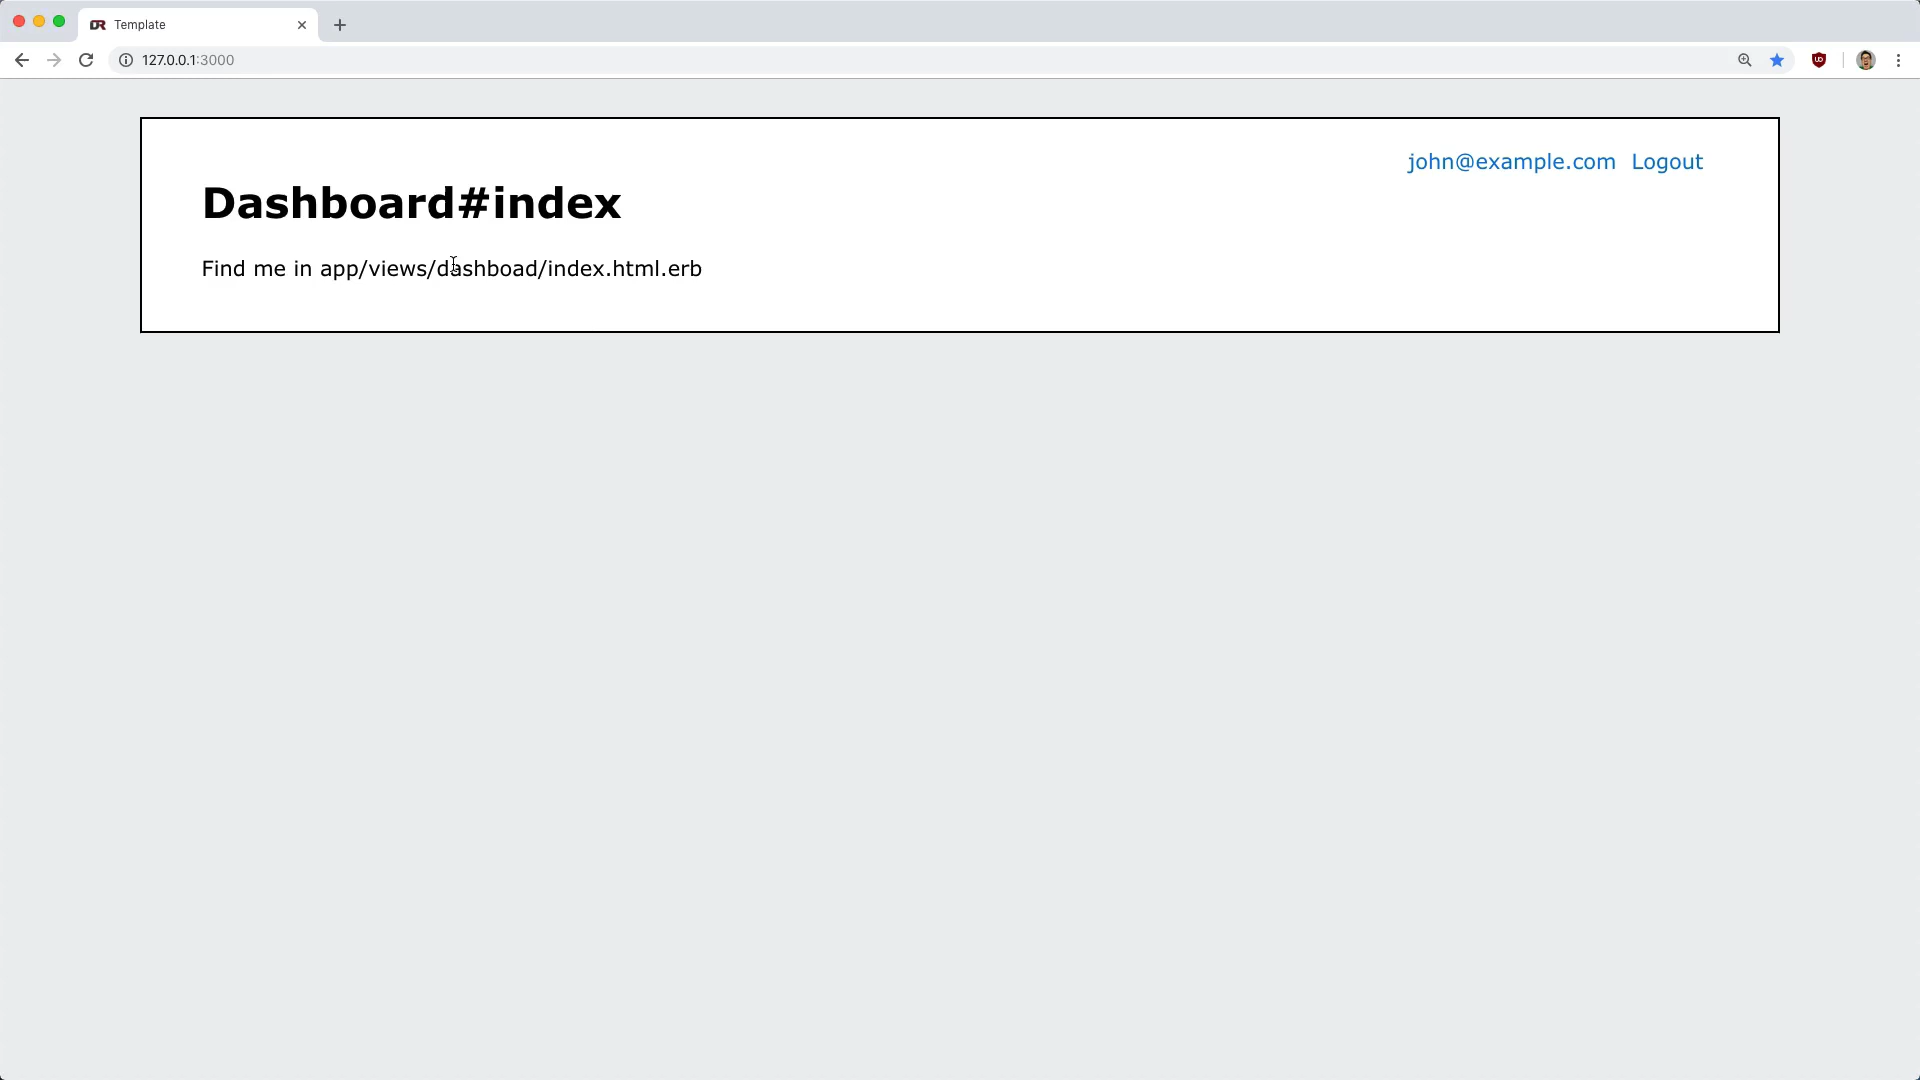 Template
127.0.0.1:3000
john@example.com Logout
Dashboard#index
Find me in app/views/dashboad/index.html.erb